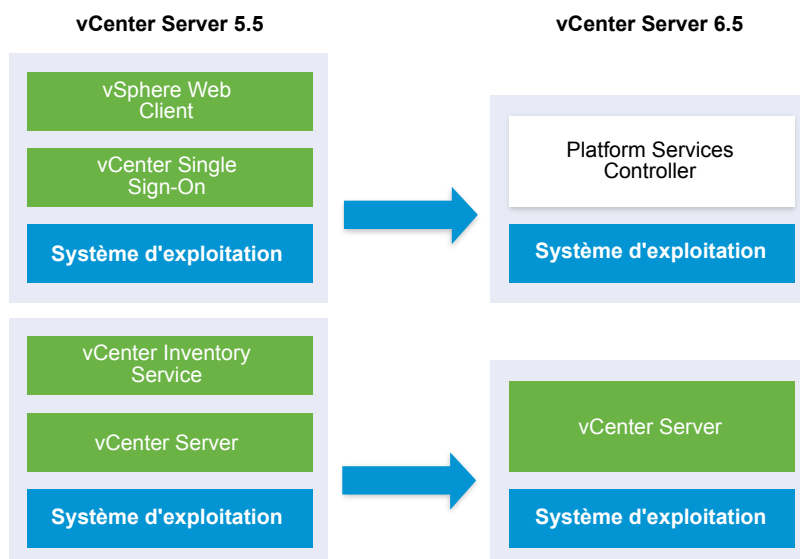 vCenter Server 5.5
vCenter Server 6.5
vSphere Web
Client
vCenter Single
Sign-On
Système d'exploitation
Platform Services
Controller
Système d'exploitation
vCenter Inventory
Service
vCenter Server
Système d'exploitation
vCenter Server
Système d'exploitation